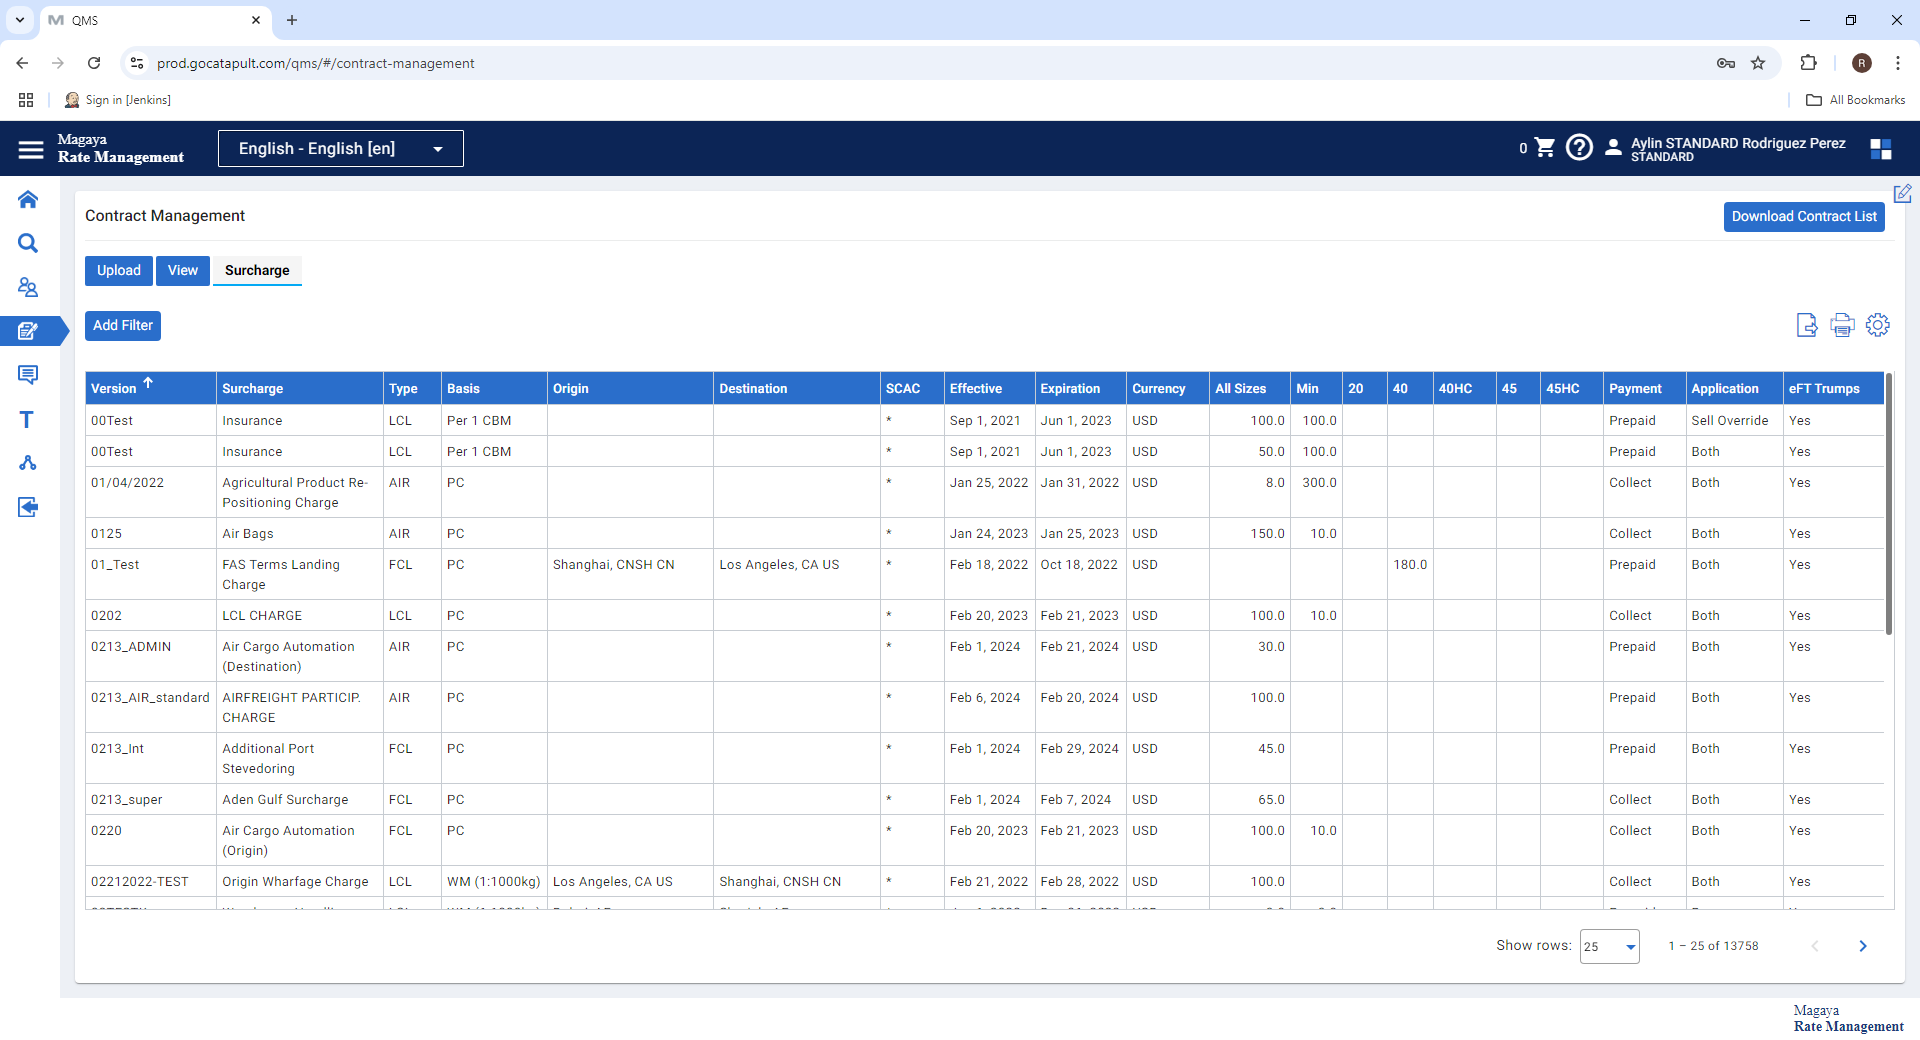 QMS
prod.gocatapult.com/qms/#/contract-management
R
Sign in [Jenkins]
All Bookmarks
Magaya
Rate Management
English - English [en]
0
Aylin STANDARD Rodriguez Perez
STANDARD
Contract Management
Download Contract List
Upload View Surcharge
Add Filter
Version Surcharge Type Basis Origin Destination SCAC Effective Expiration Currency All Sizes Min 20 40 40HC 45 45HC Payment Application eFT Trumps
00Test Insurance LCL Per 1 CBM * Sep 1, 2021 Jun 1, 2023 USD 100.0 100.0 Prepaid Sell Override Yes
00Test Insurance LCL Per 1 CBM * Sep 1, 2021 Jun 1, 2023 USD 50.0 100.0 Prepaid Both Yes
01/04/2022 Agricultural Product Re- AIR PC * Jan 25, 2022 Jan 31, 2022 USD 8.0 300.0 Collect Both Yes
Positioning Charge
0125 Air Bags AIR PC * Jan 24, 2023 Jan 25, 2023 USD 150.0 10.0 Collect Both Yes
01_Test FAS Terms Landing FCL PC Shanghai, CNSH CN Los Angeles, CA US * Feb 18, 2022 Oct 18, 2022 USD 180.0 Prepaid Both Yes
Charge
0202 LCL CHARGE LCL PC * Feb 20, 2023 Feb 21, 2023 USD 100.0 10.0 Collect Both Yes
0213_ADMIN Air Cargo Automation AIR PC * Feb 1, 2024 Feb 21, 2024 USD 30.0 Prepaid Both Yes
(Destination)
0213_AIR_standard AIRFREIGHT PARTICIP. AIR PC * Feb 6, 2024 Feb 20, 2024 USD 100.0 Prepaid Both Yes
CHARGE
0213_Int Additional Port FCL PC * Feb 1, 2024 Feb 29, 2024 USD 45.0 Prepaid Both Yes
Stevedoring
0213_super Aden Gulf Surcharge FCL PC * Feb 1, 2024 Feb 7, 2024 USD 65.0 Collect Both Yes
0220 Air Cargo Automation FCL PC * Feb 20, 2023 Feb 21, 2023 USD 100.0 10.0 Collect Both Yes
(Origin)
02212022-TEST Origin Wharfage Charge LCL WM (1:1000kg) Los Angeles, CA US Shanghai, CNSH CN * Feb 21, 2022 Feb 28, 2022 USD 100.0 Collect Both Yes
Show rows: 25 1 – 25 of 13758
Magaya
Rate Management